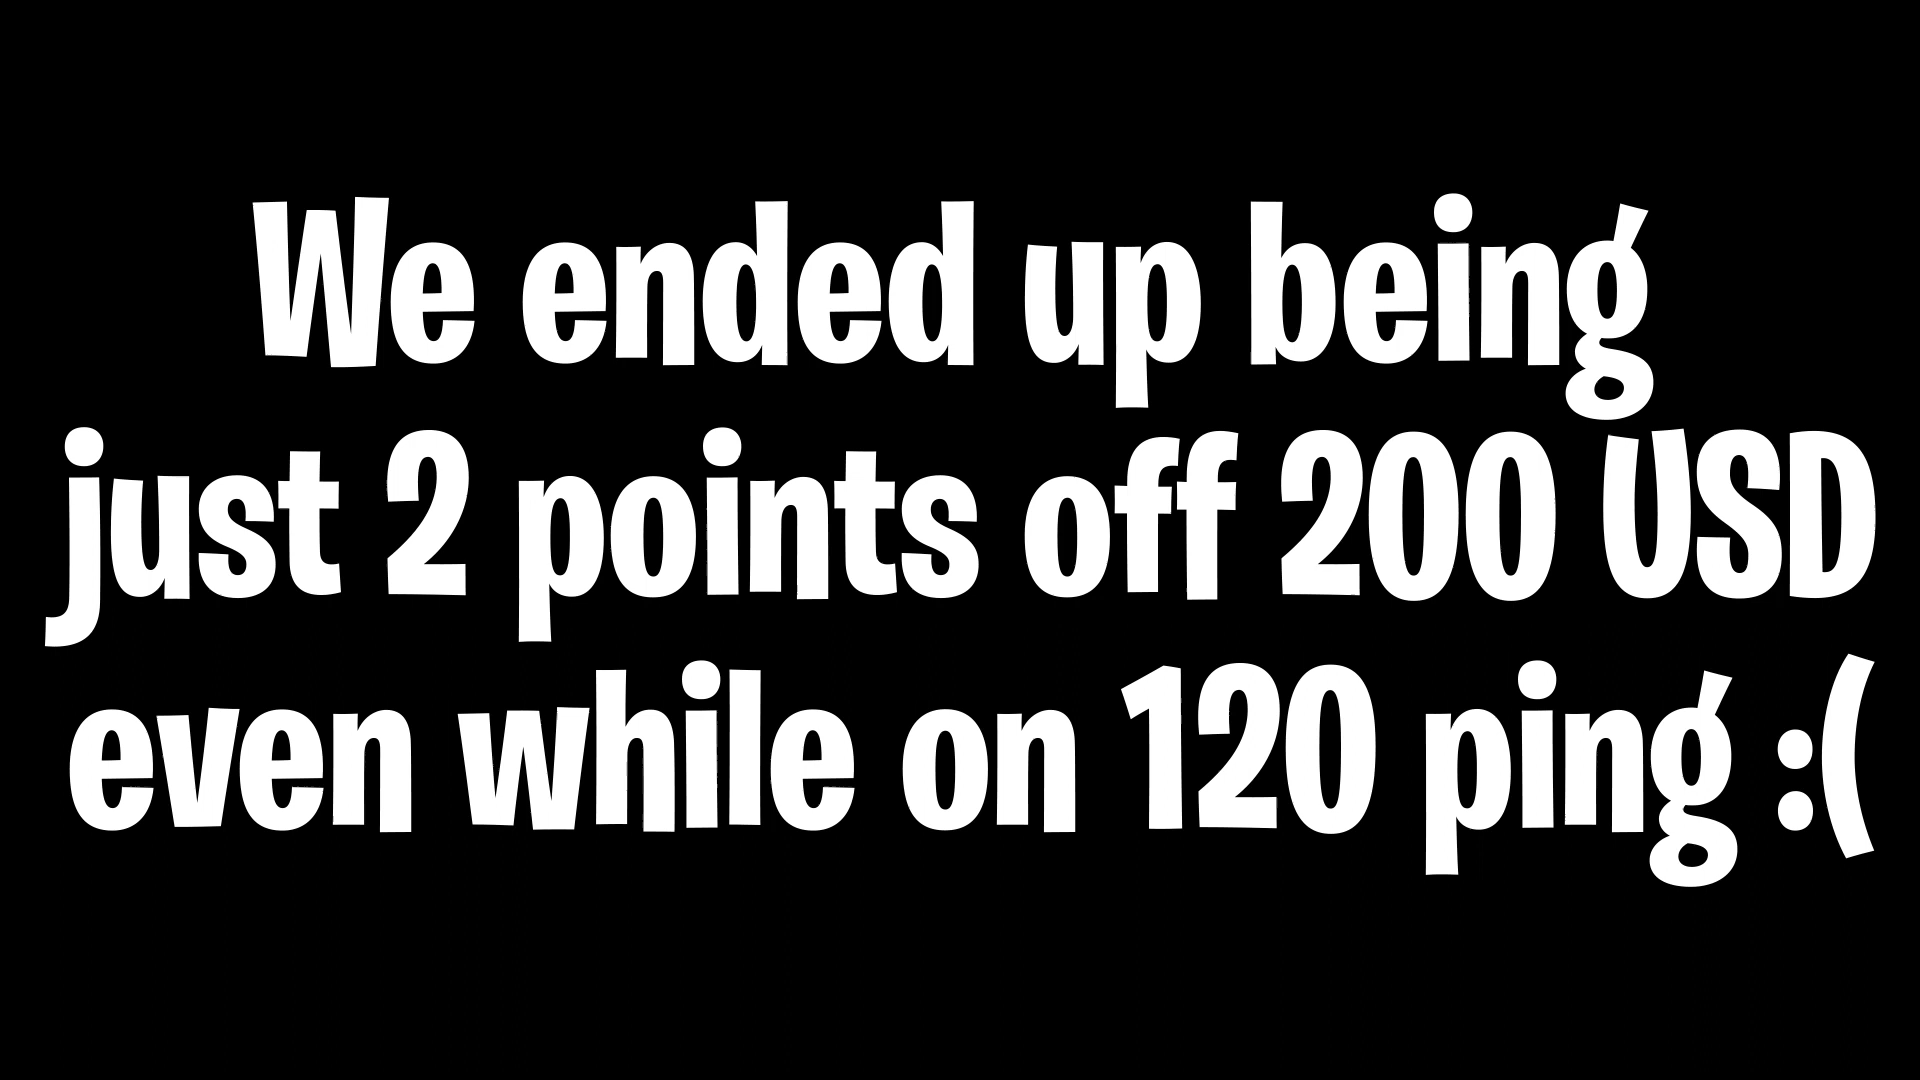 We ended up being
just 2 points off 200 USD
even while on 120 ping :(